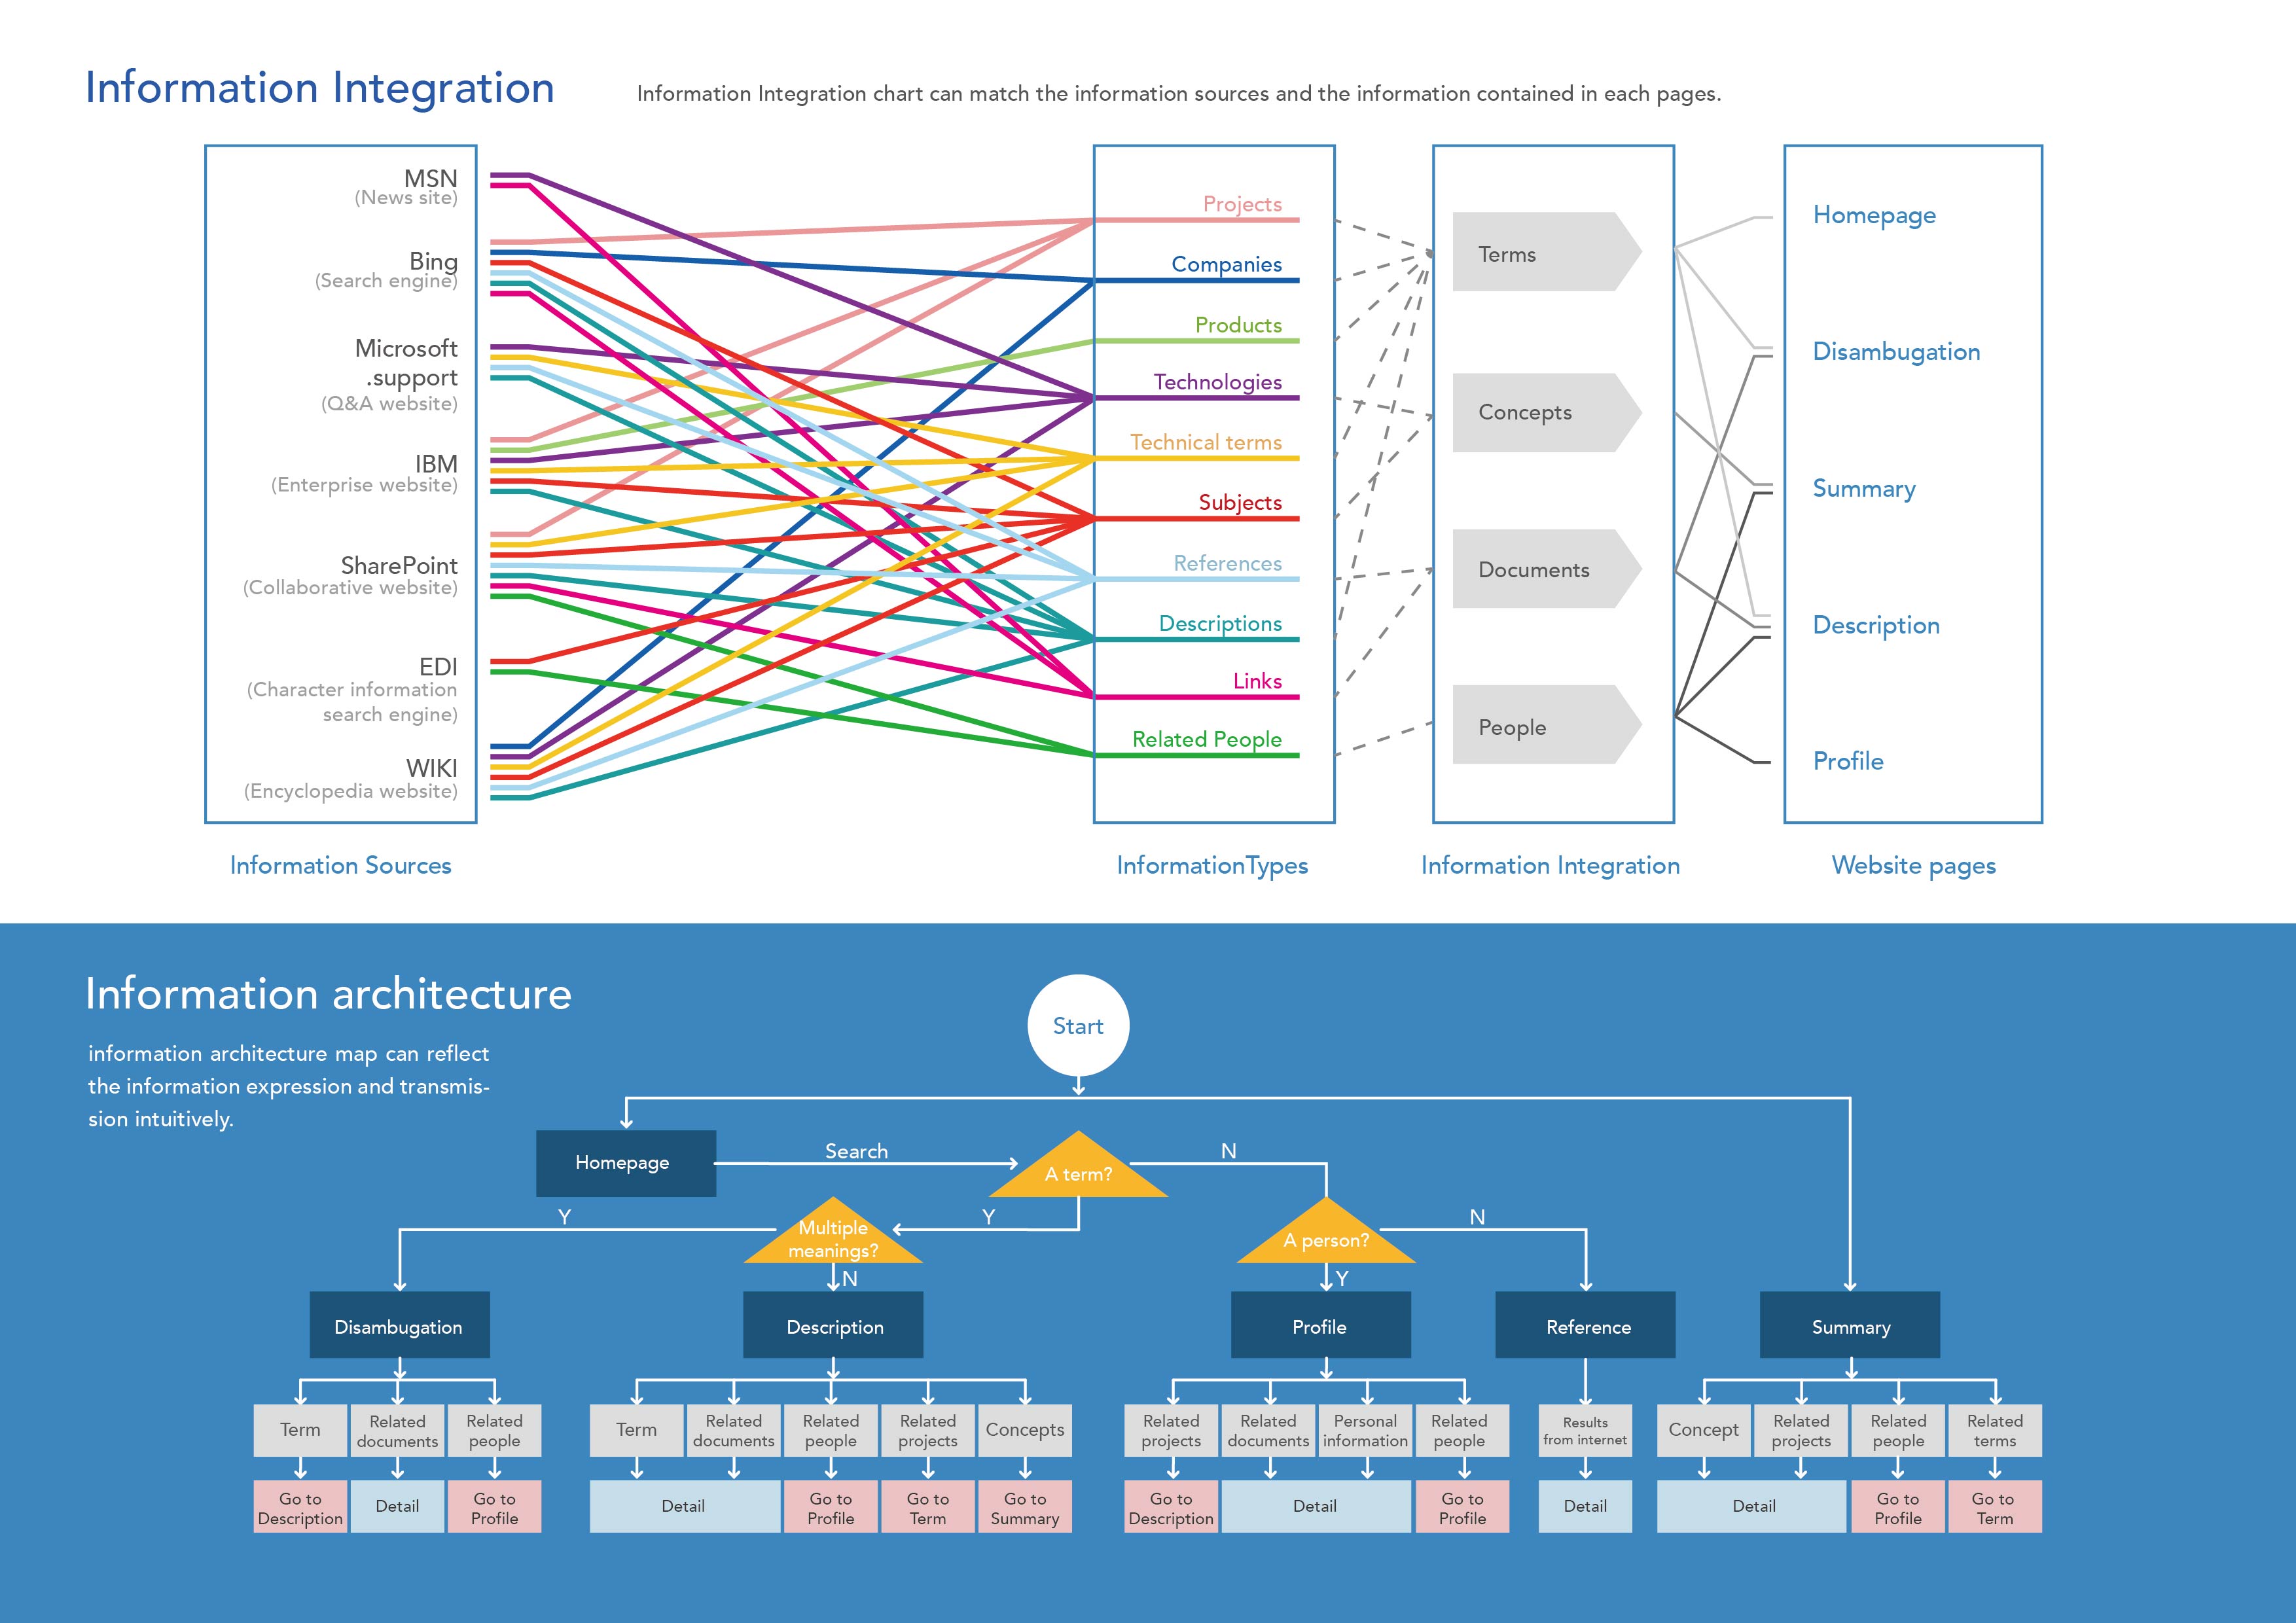 Information Integration
Information Integration chart can match the information sources and the information contained in each pages.
MSN
(News site)
Bing
(Search engine)
Microsoft
.support
(Q&A website)
IBM
(Enterprise website)
SharePoint
(Collaborative website)
EDI
(Character information
search engine)
WIKI
(Encyclopedia website)
Projects
Companies
Products
Technologies
Technical terms
Subjects
References
Descriptions
Links
Related People
Terms
Concepts
Documents
People
Homepage
Disambugation
Summary
Description
Profile
Information Sources
InformationTypes
Information Integration
Website pages
Information architecture
information architecture map can reflect
the information expression and transmis-
sion intuitively.
Start
Homepage
Search
A term?
N
Y
Multiple
meanings?
Y
A person?
N
N
Y
Disambugation
Description
Profile
Reference
Summary
Term
Related
documents
Related
people
Term
Related
documents
Related
people
Related
projects
Concepts
Related
projects
Related
documents
Personal
information
Related
people
Results
from internet
Concept
Related
projects
Related
people
Related
terms
Go to
Description
Detail
Go to
Profile
Detail
Go to
Profile
Go to
Term
Go to
Summary
Go to
Description
Detail
Go to
Profile
Detail
Detail
Go to
Profile
Go to
Term